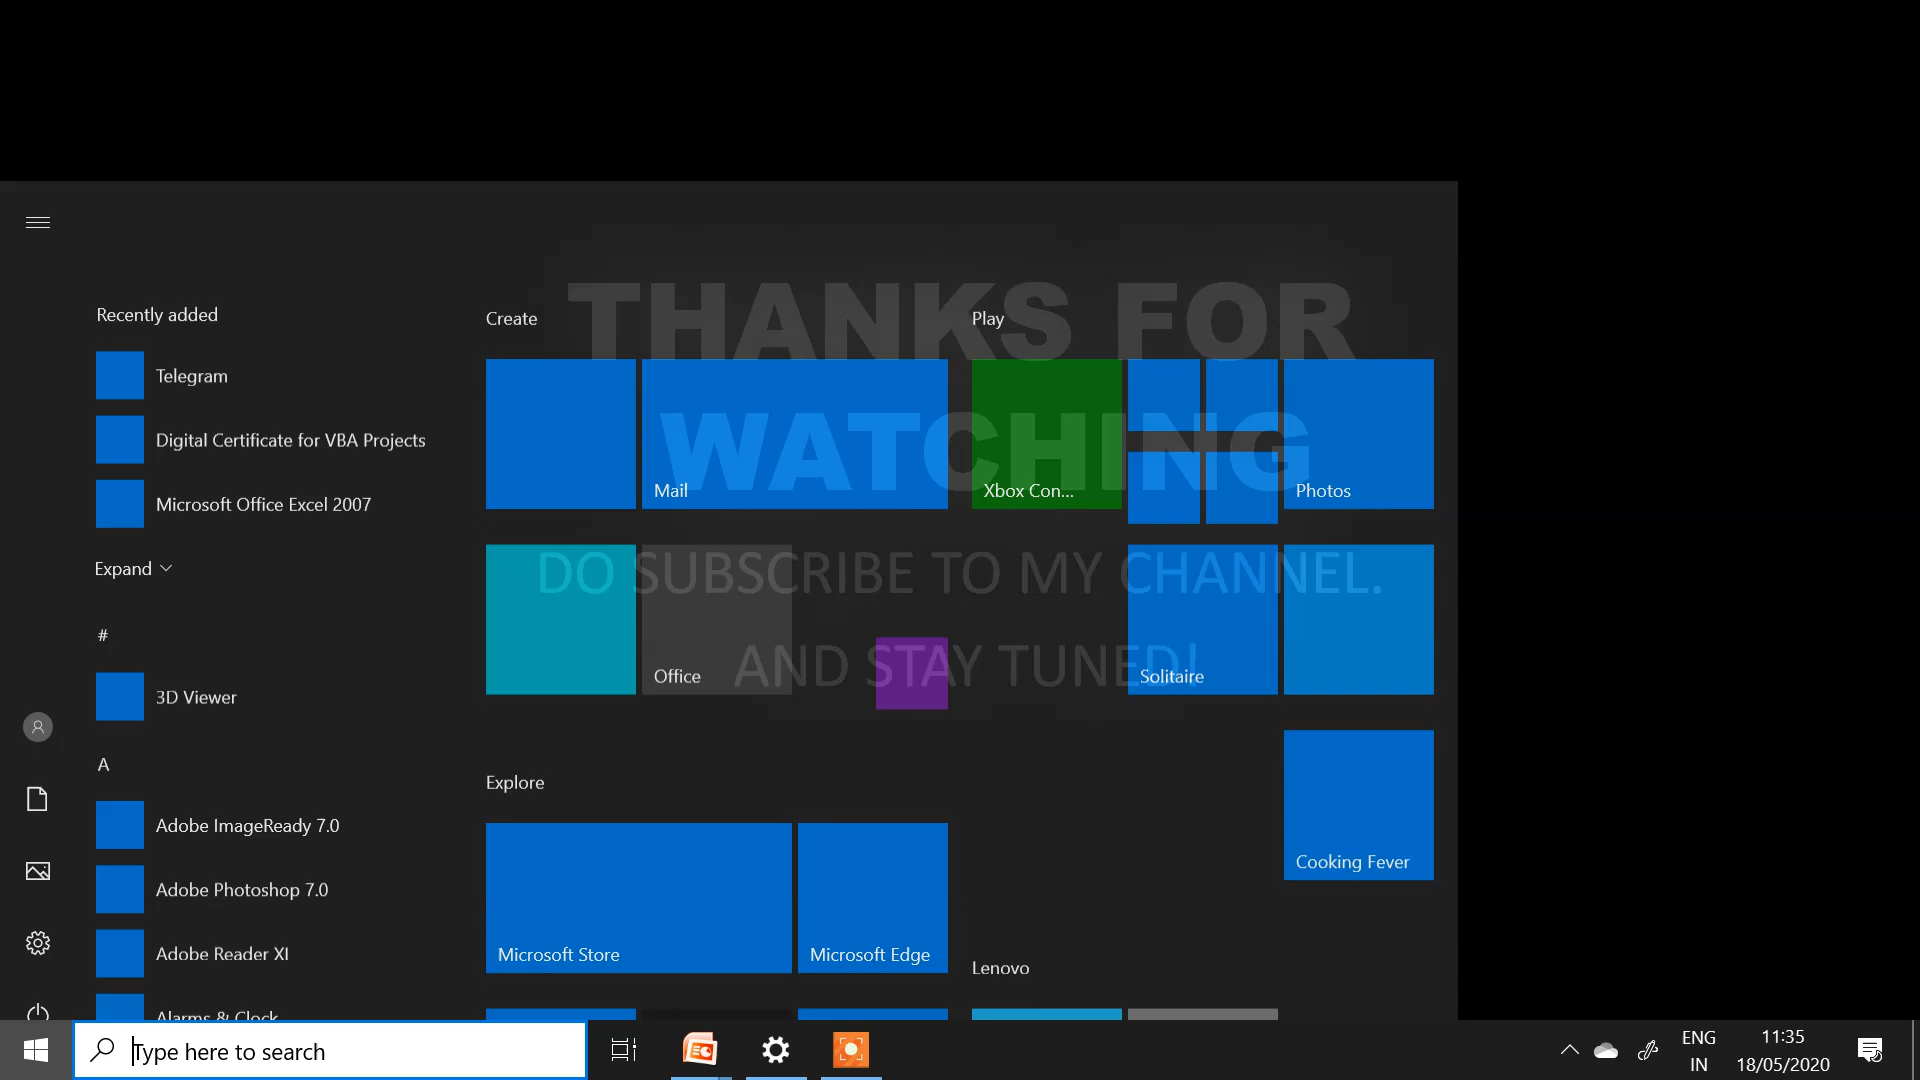 THANKS FOR
WATCHING
DO SUBSCRIBE TO MY CHANNEL.
AND STAY TUNED!
Recently added
Telegram
Digital Certificate for VBA Projects
Microsoft Office Excel 2007
Expand
#
3D Viewer
A
Adobe ImageReady 7.0
Adobe Photoshop 7.0
Adobe Reader XI
Alarms & Clock
Create
Mail
Office
Explore
Microsoft Store
Microsoft Edge
Play
Xbox Con...
Photos
Solitaire
Cooking Fever
Lenovo
Type here to search
ENG
IN
11:35
18/05/2020